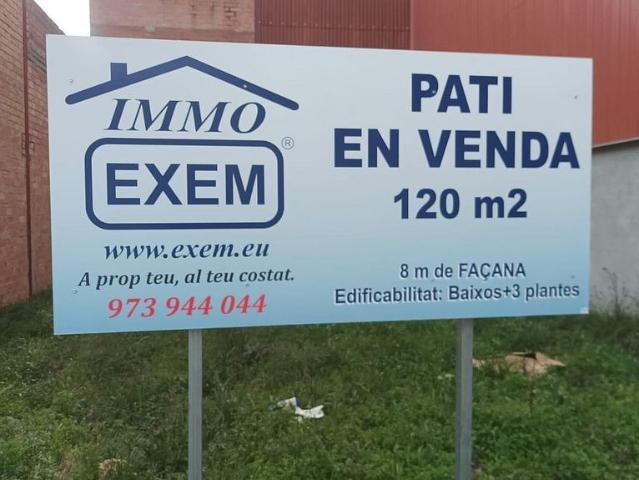 IMMO
EXEM
®
www.exem.eu
A prop teu, al teu costat.
973 944 044
PATI
EN VENDA
120 m2
8 m de FAÇANA
Edificabilitat: Baixos+3 plantes